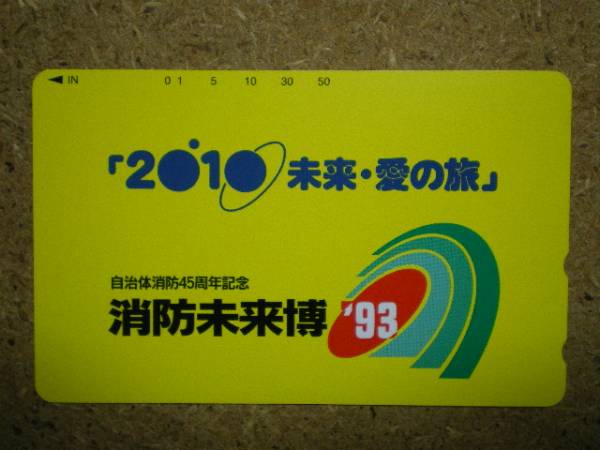 ◀ IN 0 1 5 10 30 50
「2010 未来・愛の旅」
自治体消防45周年記念
消防未来博 '93